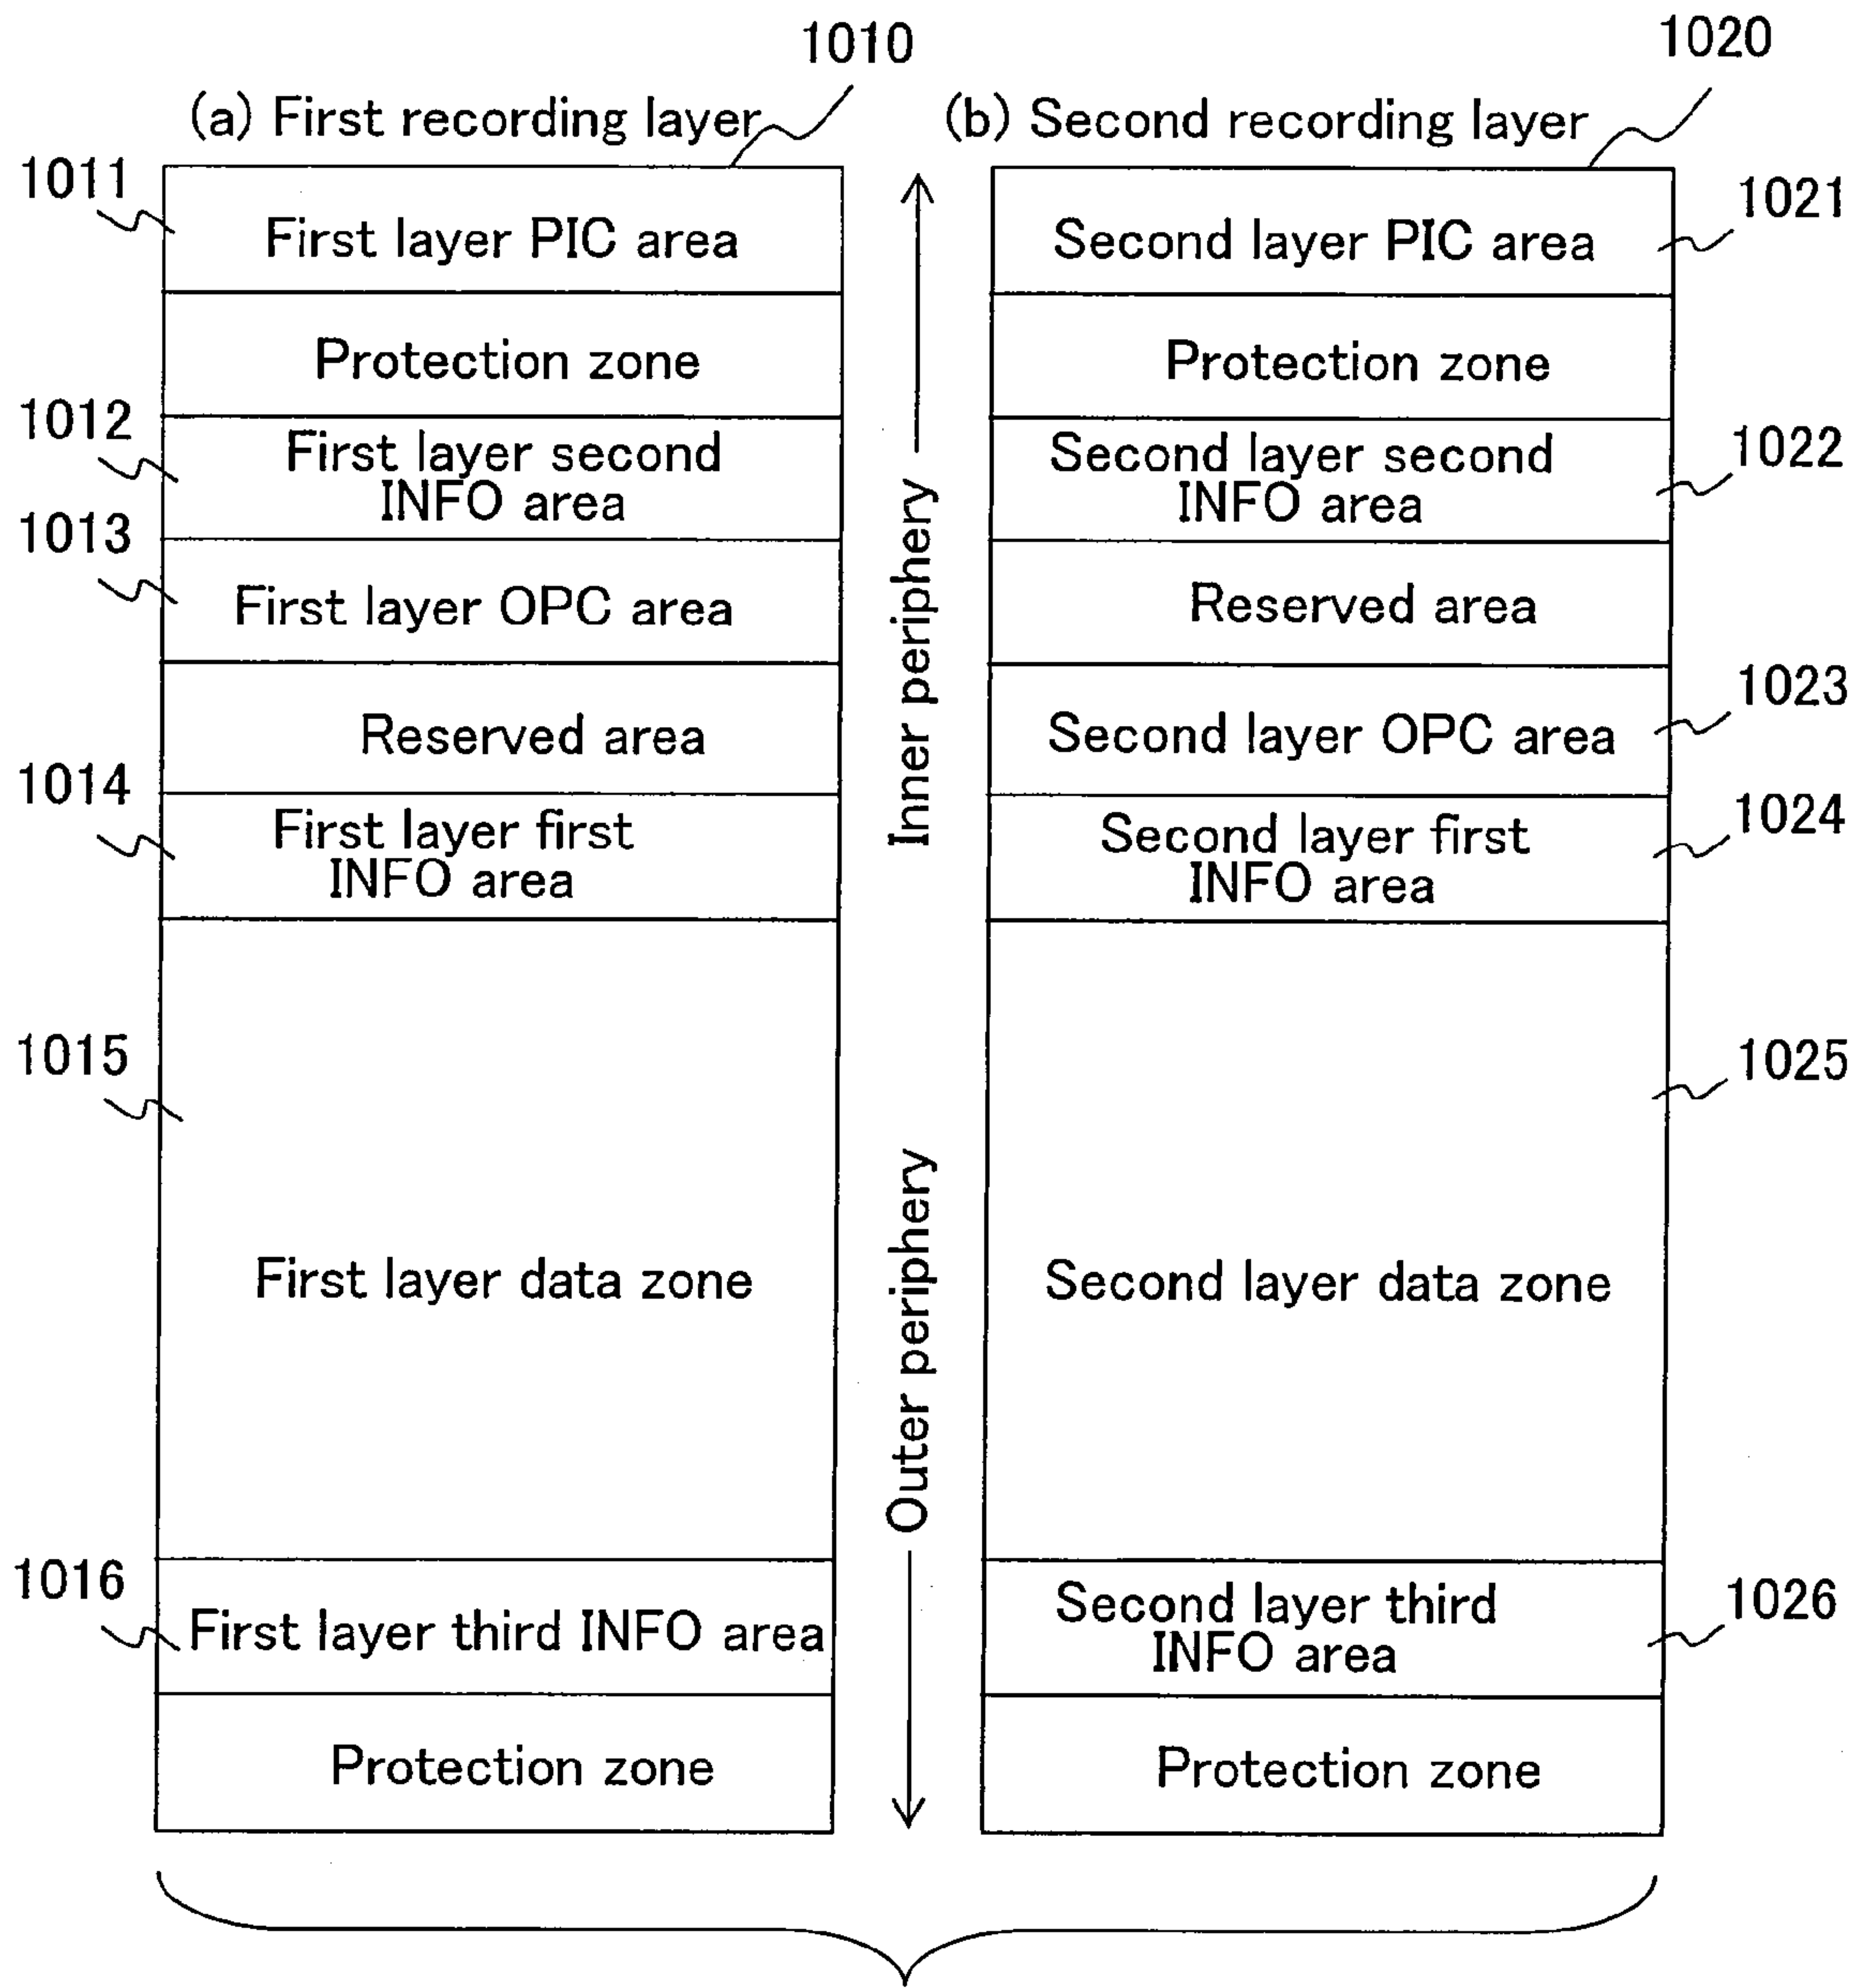 1010
1020
(a) First recording layer
(b) Second recording layer
1011
First layer PIC area
Protection zone
1012
First layer second
INFO area
1013
First layer OPC area
Reserved area
1014
First layer first
INFO area
1015
First layer data zone
1016
First layer third INFO area
Protection zone
Inner periphery
Outer periphery
Second layer PIC area
1021
Protection zone
Second layer second
INFO area
1022
Reserved area
Second layer OPC area
1023
Second layer first
INFO area
1024
1025
Second layer data zone
Second layer third
INFO area
1026
Protection zone